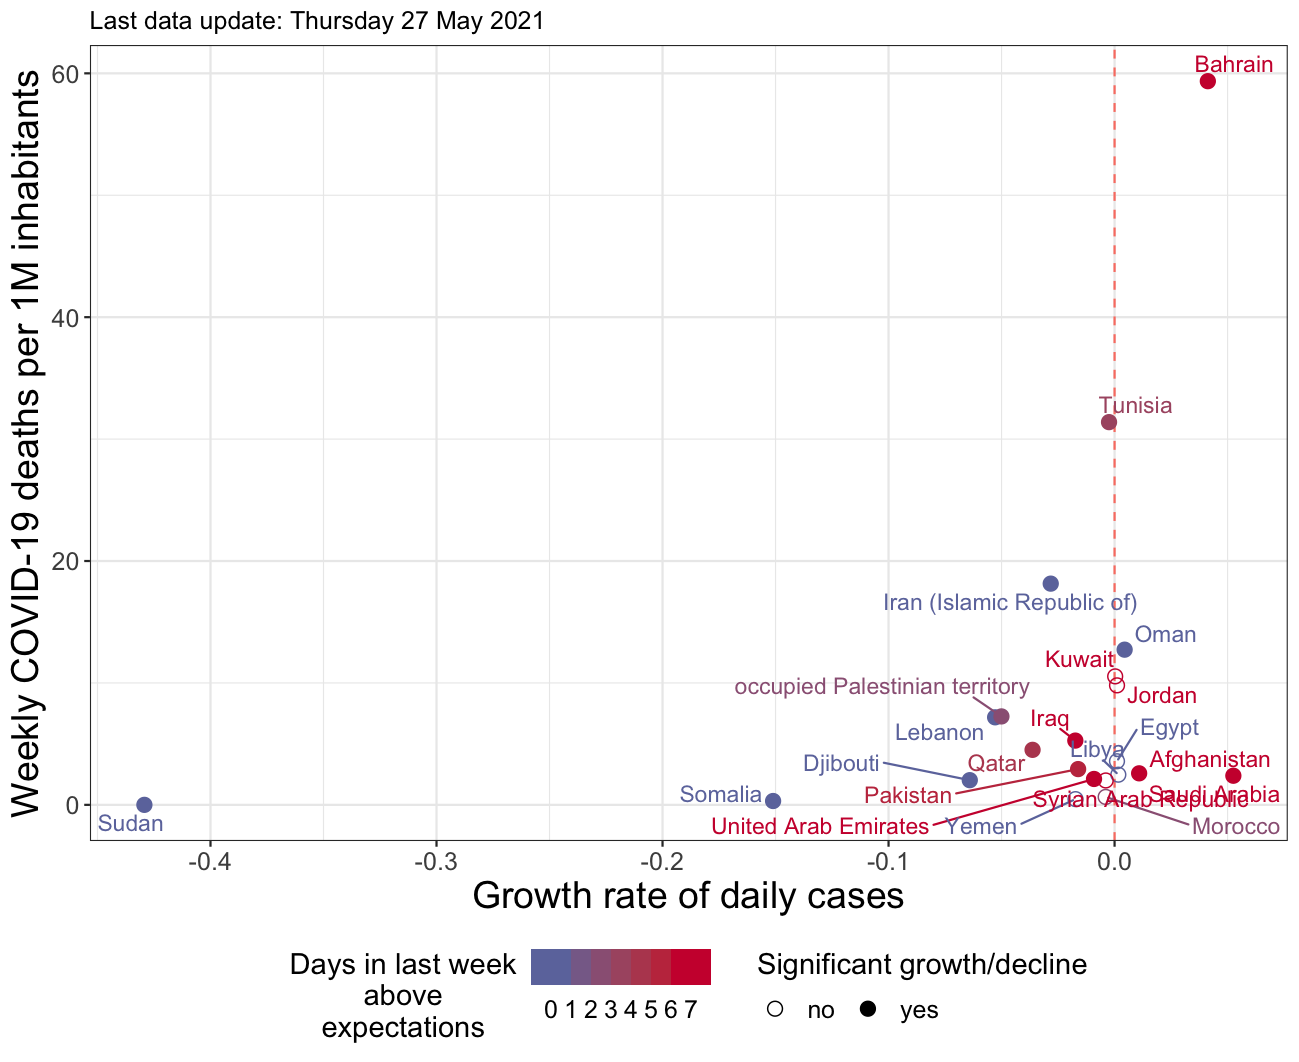 Last data update: Thursday 27 May 2021
Weekly COVID-19 deaths per 1M inhabitants
60
40
20
0
Bahrain
Tunisia
Iran (Islamic Republic of)
Oman
Kuwait
occupied Palestinian territory
Jordan
Iraq
Lebanon
Egypt
Libya
Djibouti
Qatar
Afghanistan
Somalia
Pakistan
Syrian Arab Republic
Saudi Arabia
Sudan
United Arab Emirates
Yemen
Morocco
-0.4
-0.3
-0.2
-0.1
0.0
Growth rate of daily cases
Days in last week
above
expectations
0 1 2 3 4 5 6 7
Significant growth/decline
no
yes